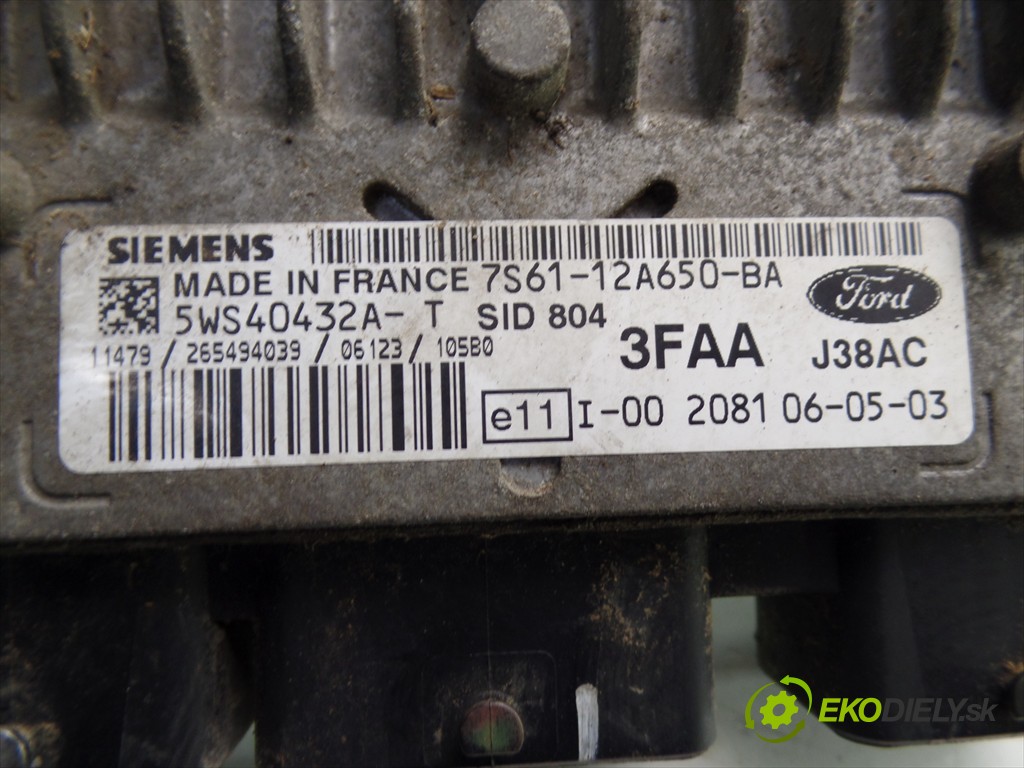 SIEMENS
MADE IN FRANCE 7S61-12A650-BA
Ford
5WS40432A- T SID 804
11479 / 265494039 / 06123 / 105B0
3FAA J38AC
e11 I-00 2081 06-05-03
EKODIELY.sk